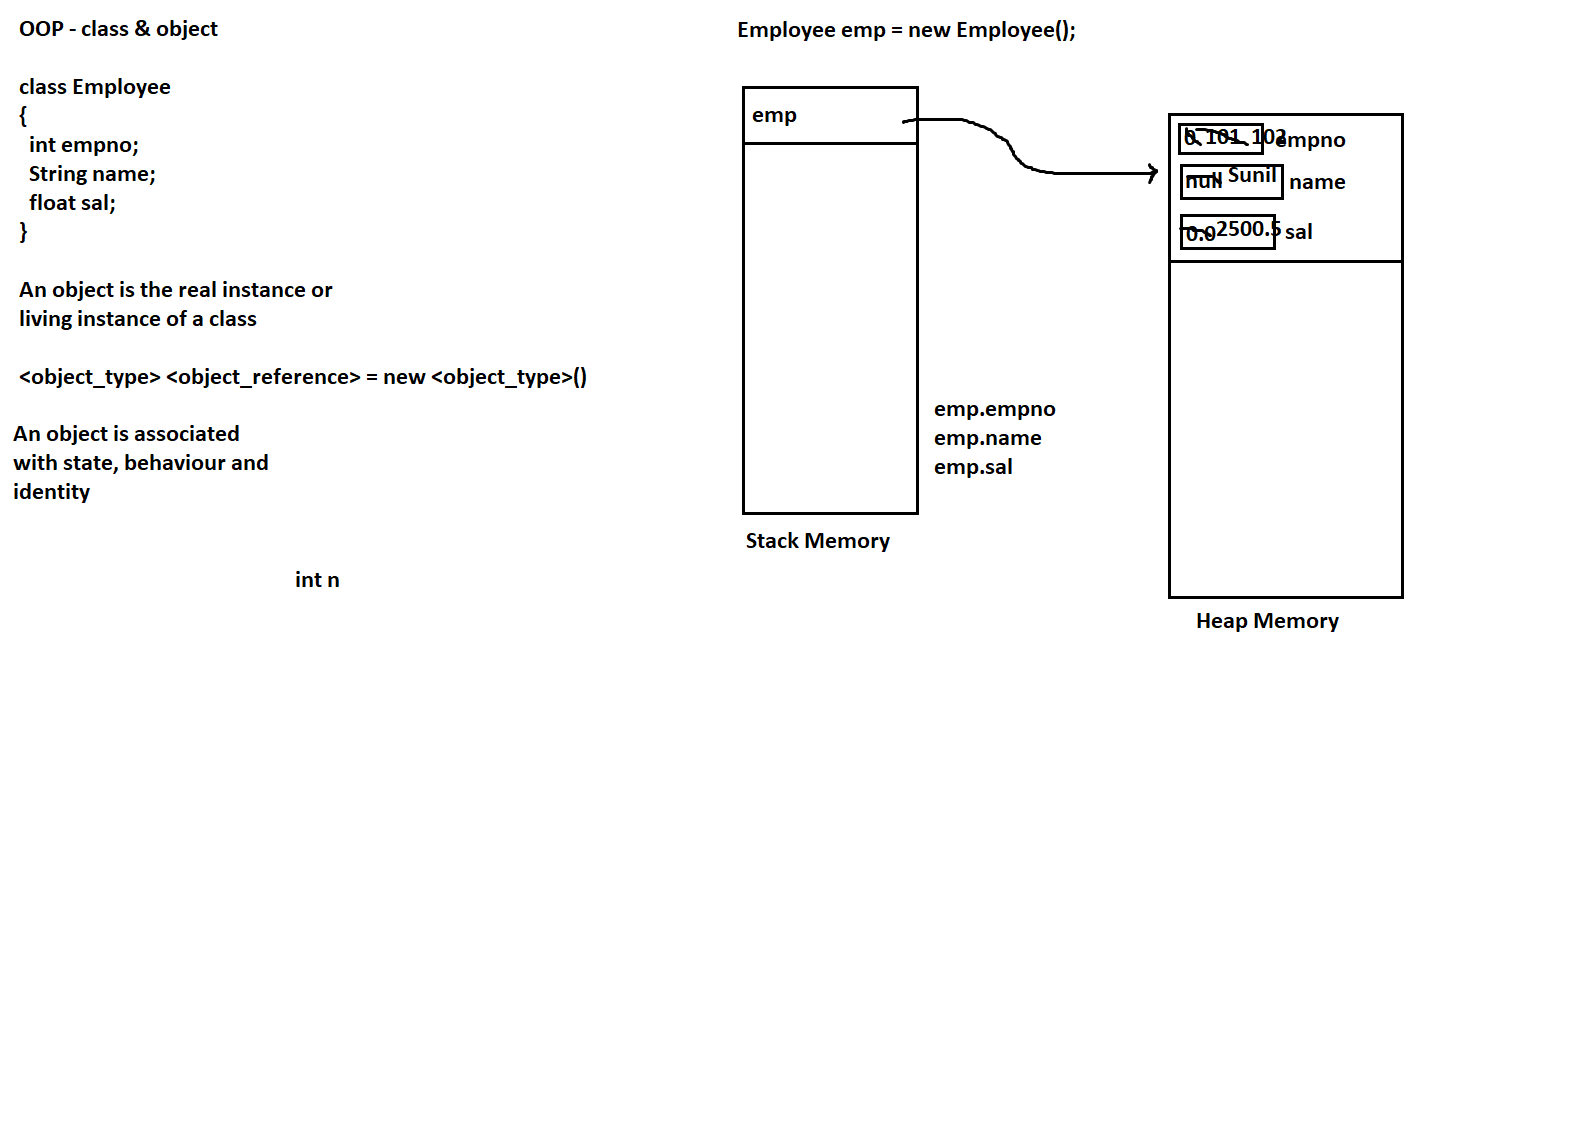 OOP - class & object
class Employee
{
int empno;
String name;
float sal;
}
An object is the real instance or
living instance of a class
<object_type> <object_reference> = new <object_type>()
An object is associated
with state, behaviour and
identity
int n
Employee emp = new Employee();
emp
emp.empno
emp.name
emp.sal
Stack Memory
0 101 102 empno
null Sunil name
0.0 2500.5 sal
Heap Memory